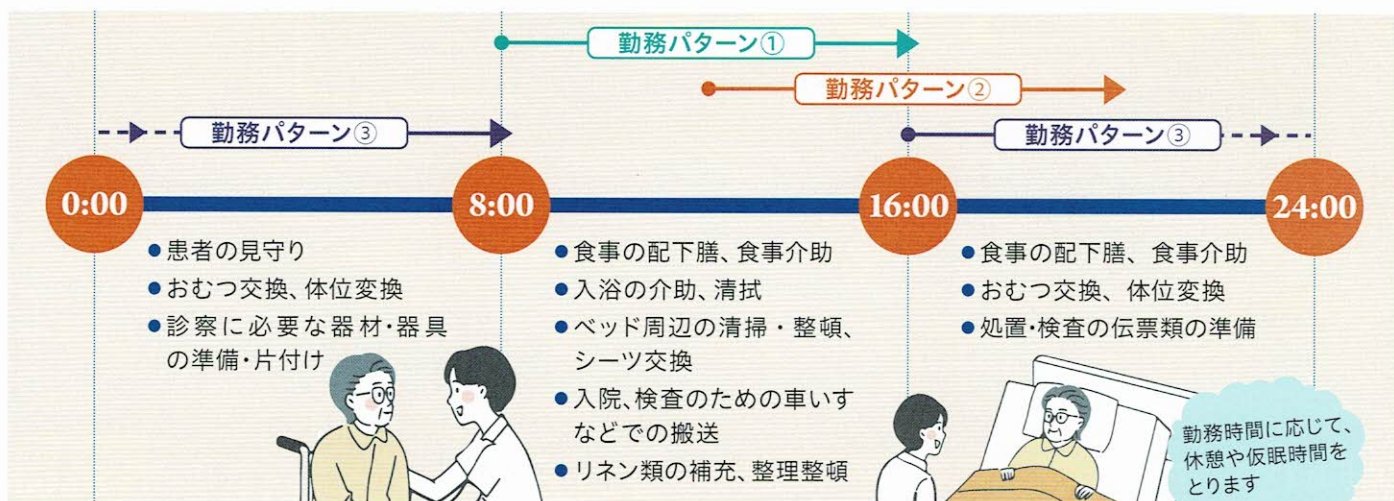 勤務パターン①
勤務パターン②
勤務パターン③
勤務パターン③
0:00
8:00
16:00
24:00
●患者の見守り
●おむつ交換、体位変換
●診察に必要な器材・器具
の準備・片付け
●食事の配下膳、食事介助
●入浴の介助、清拭
●ベッド周辺の清掃・整頓、
シーツ交換
●入院、検査のための車いす
などでの搬送
●リネン類の補充、整理整頓
●食事の配下膳、食事介助
●おむつ交換、体位変換
●処置・検査の伝票類の準備
勤務時間に応じて、
休憩や仮眠時間を
とります